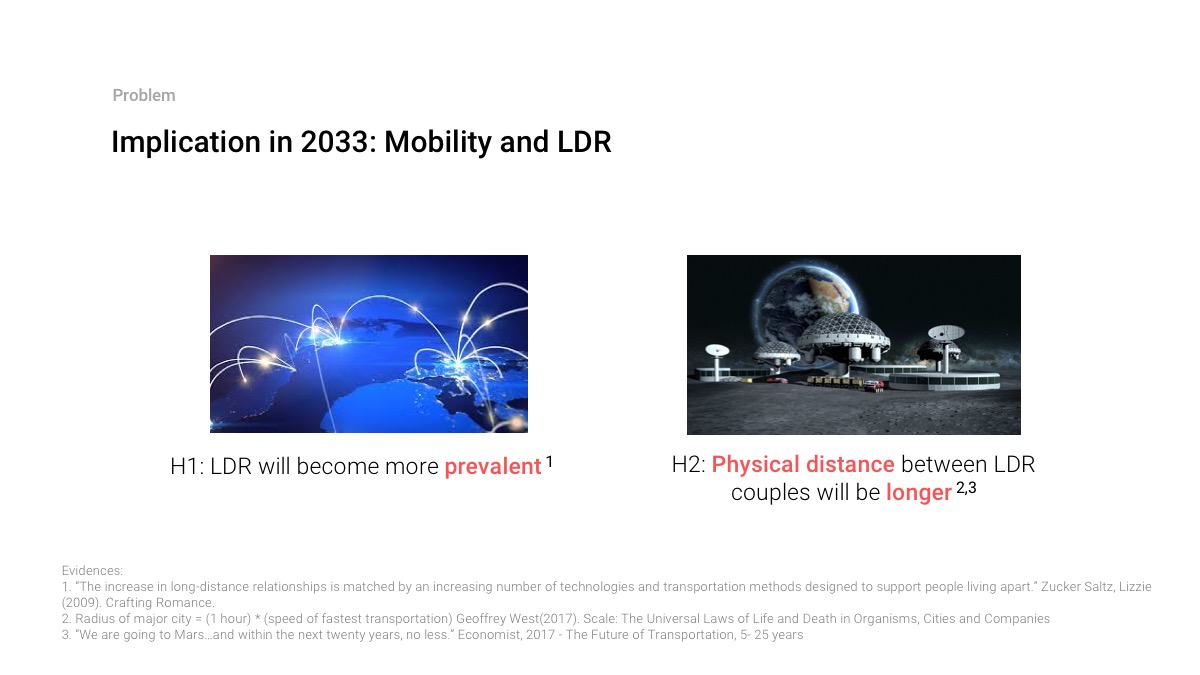 Problem
Implication in 2033: Mobility and LDR
H1: LDR will become more prevalent 1
H2: Physical distance between LDR
couples will be longer 2,3
Evidences:
1. “The increase in long-distance relationships is matched by an increasing number of technologies and transportation methods designed to support people living apart.” Zucker Saltz, Lizzie
(2009). Crafting Romance.
2. Radius of major city = (1 hour) * (speed of fastest transportation) Geoffrey West(2017). Scale: The Universal Laws of Life and Death in Organisms, Cities and Companies
3. “We are going to Mars…and within the next twenty years, no less.” Economist, 2017 - The Future of Transportation, 5- 25 years